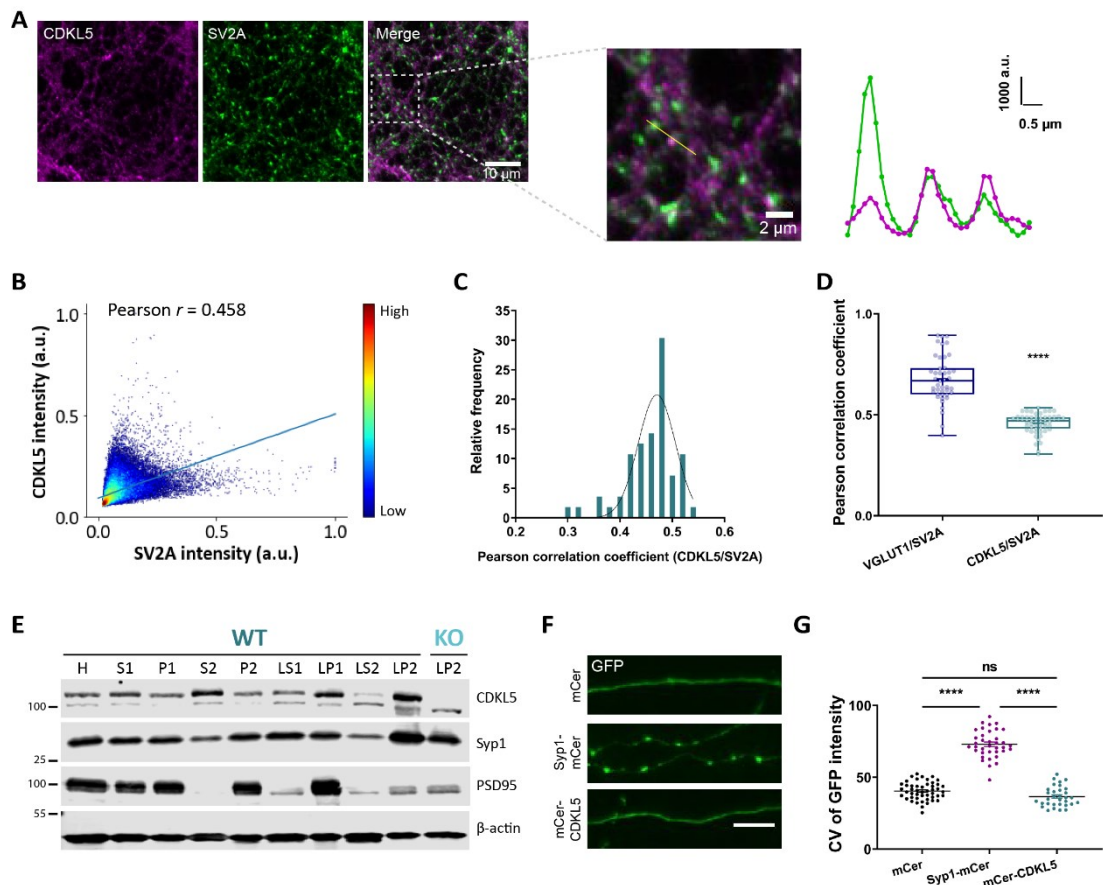 A
CDKL5
SV2A
Merge
10 µm
2 µm
1000 a.u.
0.5 µm
B
Pearson r = 0.458
CDKL5 intensity (a.u.)
1.0
0.5
0.0
0.0 0.5 1.0
SV2A intensity (a.u.)
High
Low
C
Relative frequency
35
30
25
20
15
10
5
0
0.2 0.3 0.4 0.5 0.6
Pearson correlation coefficient (CDKL5/SV2A)
D
Pearson correlation coefficient
1.0
0.5
0.0
****
VGLUT1/SV2A
CDKL5/SV2A
E
WT KO
H S1 P1 S2 P2 LS1 LP1 LS2 LP2 LP2
100
CDKL5
Syp1
25
100
PSD95
55
β-actin
F
GFP
mCer
Syp1-
mCer
mCer-
CDKL5
G
ns
**** ****
CV of GFP intensity
100
50
0
mCer
Syp1-mCer
mCer-CDKL5